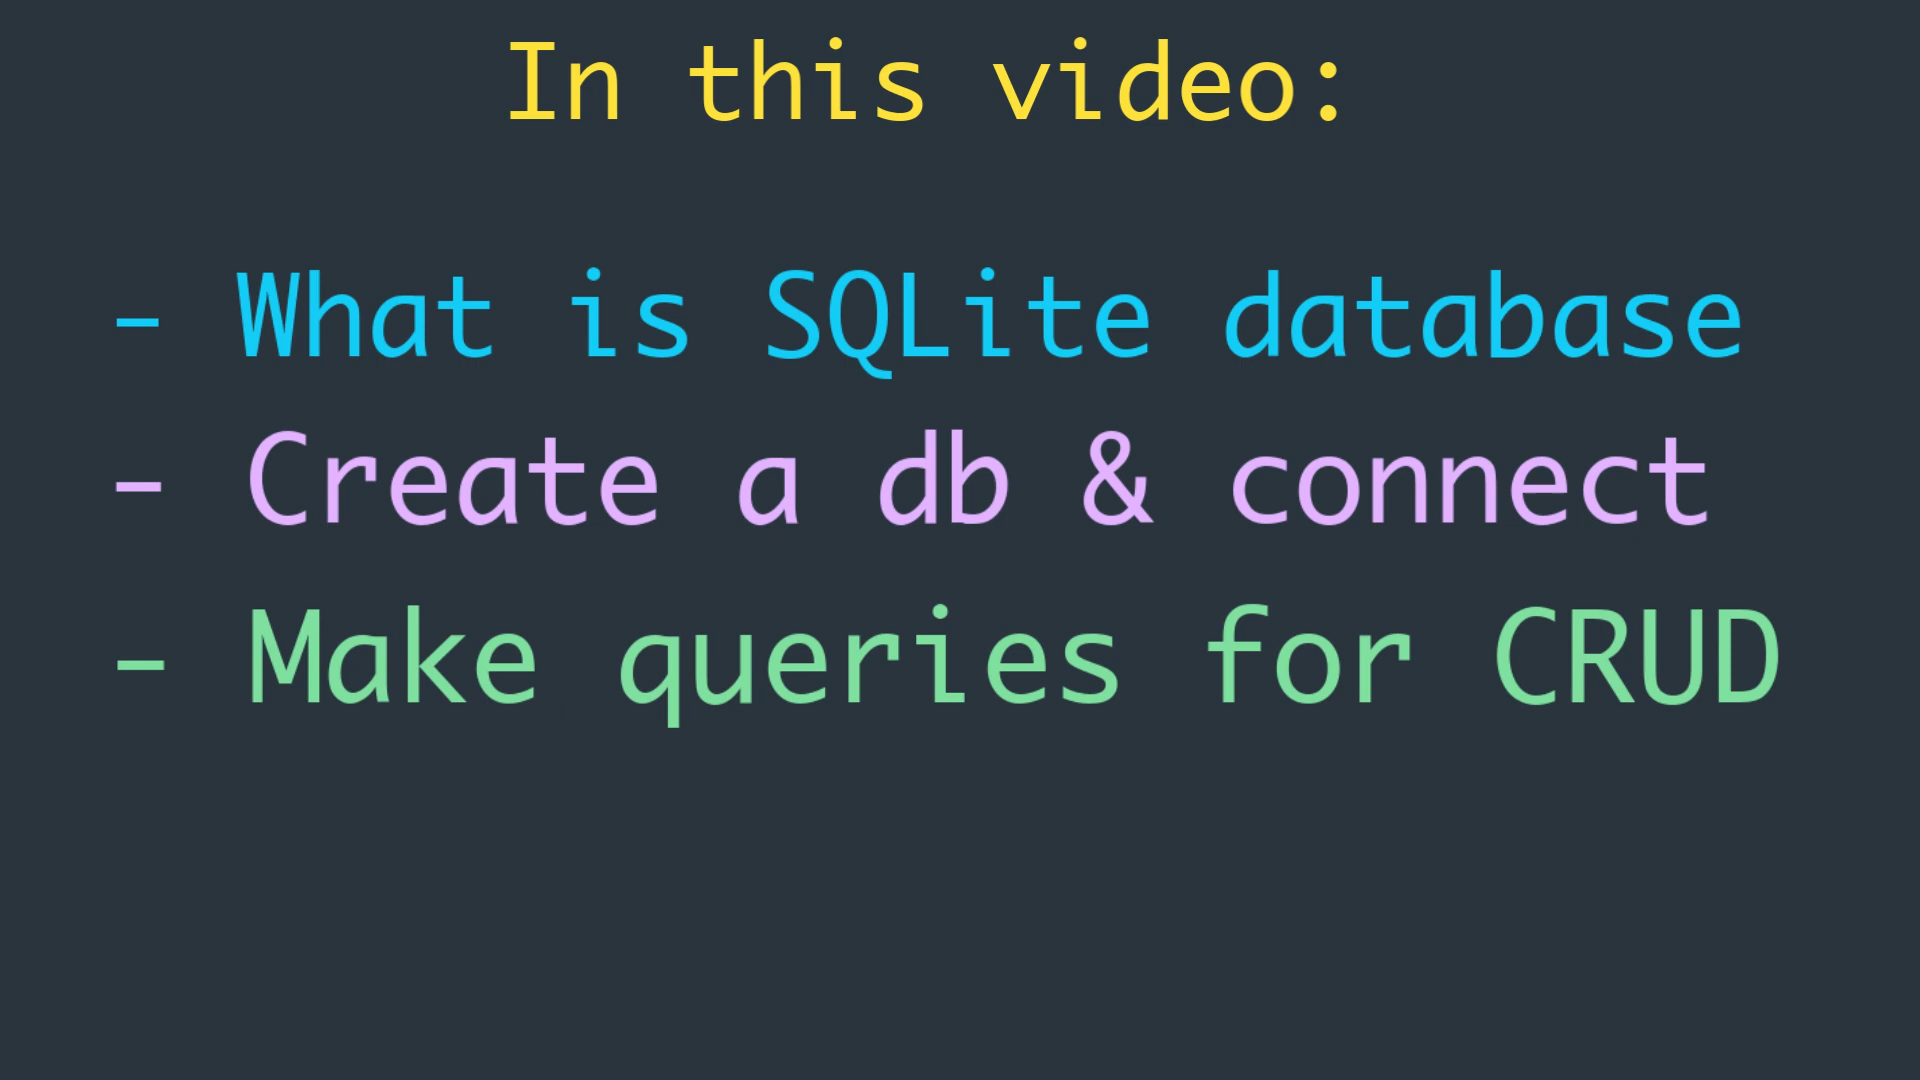 In this video:
- What is SQLite database
- Create a db & connect
- Make queries for CRUD